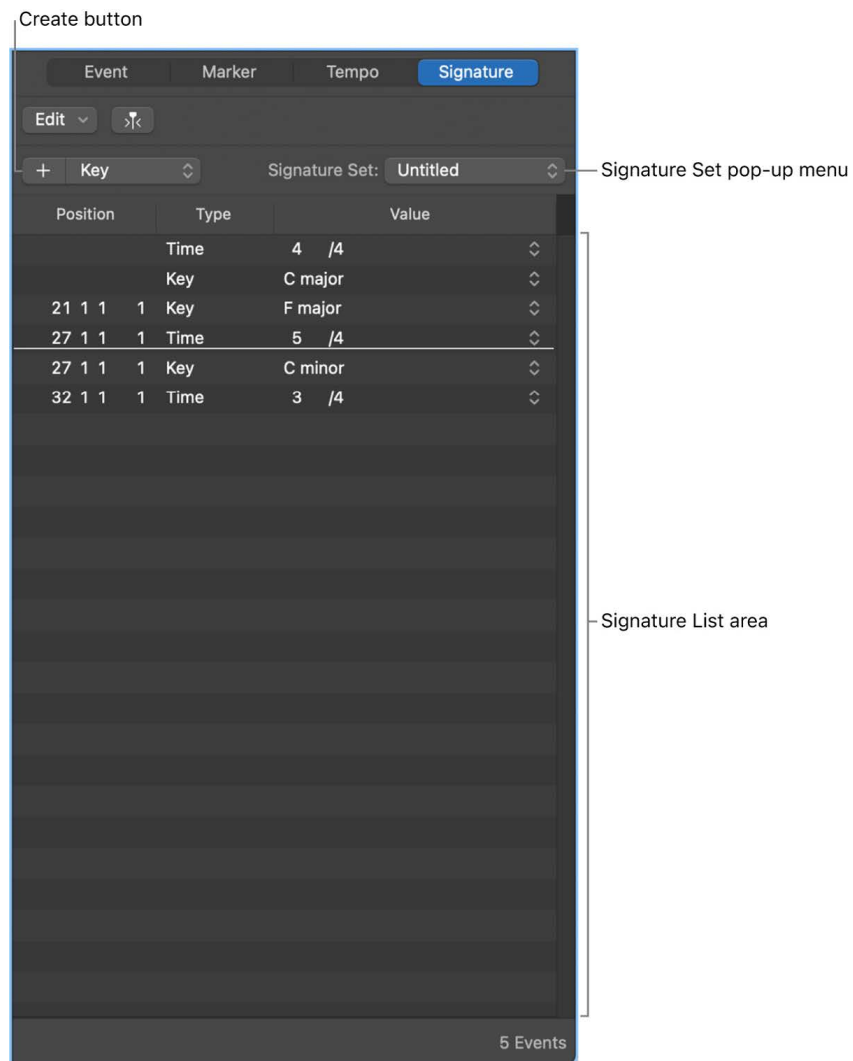 Create button
Event Marker Tempo Signature
Edit
+ Key Signature Set: Untitled
Signature Set pop-up menu
Position Type Value
Time 4 /4
Key C major
21 1 1 1 Key F major
27 1 1 1 Time 5 /4
27 1 1 1 Key C minor
32 1 1 1 Time 3 /4
Signature List area
5 Events